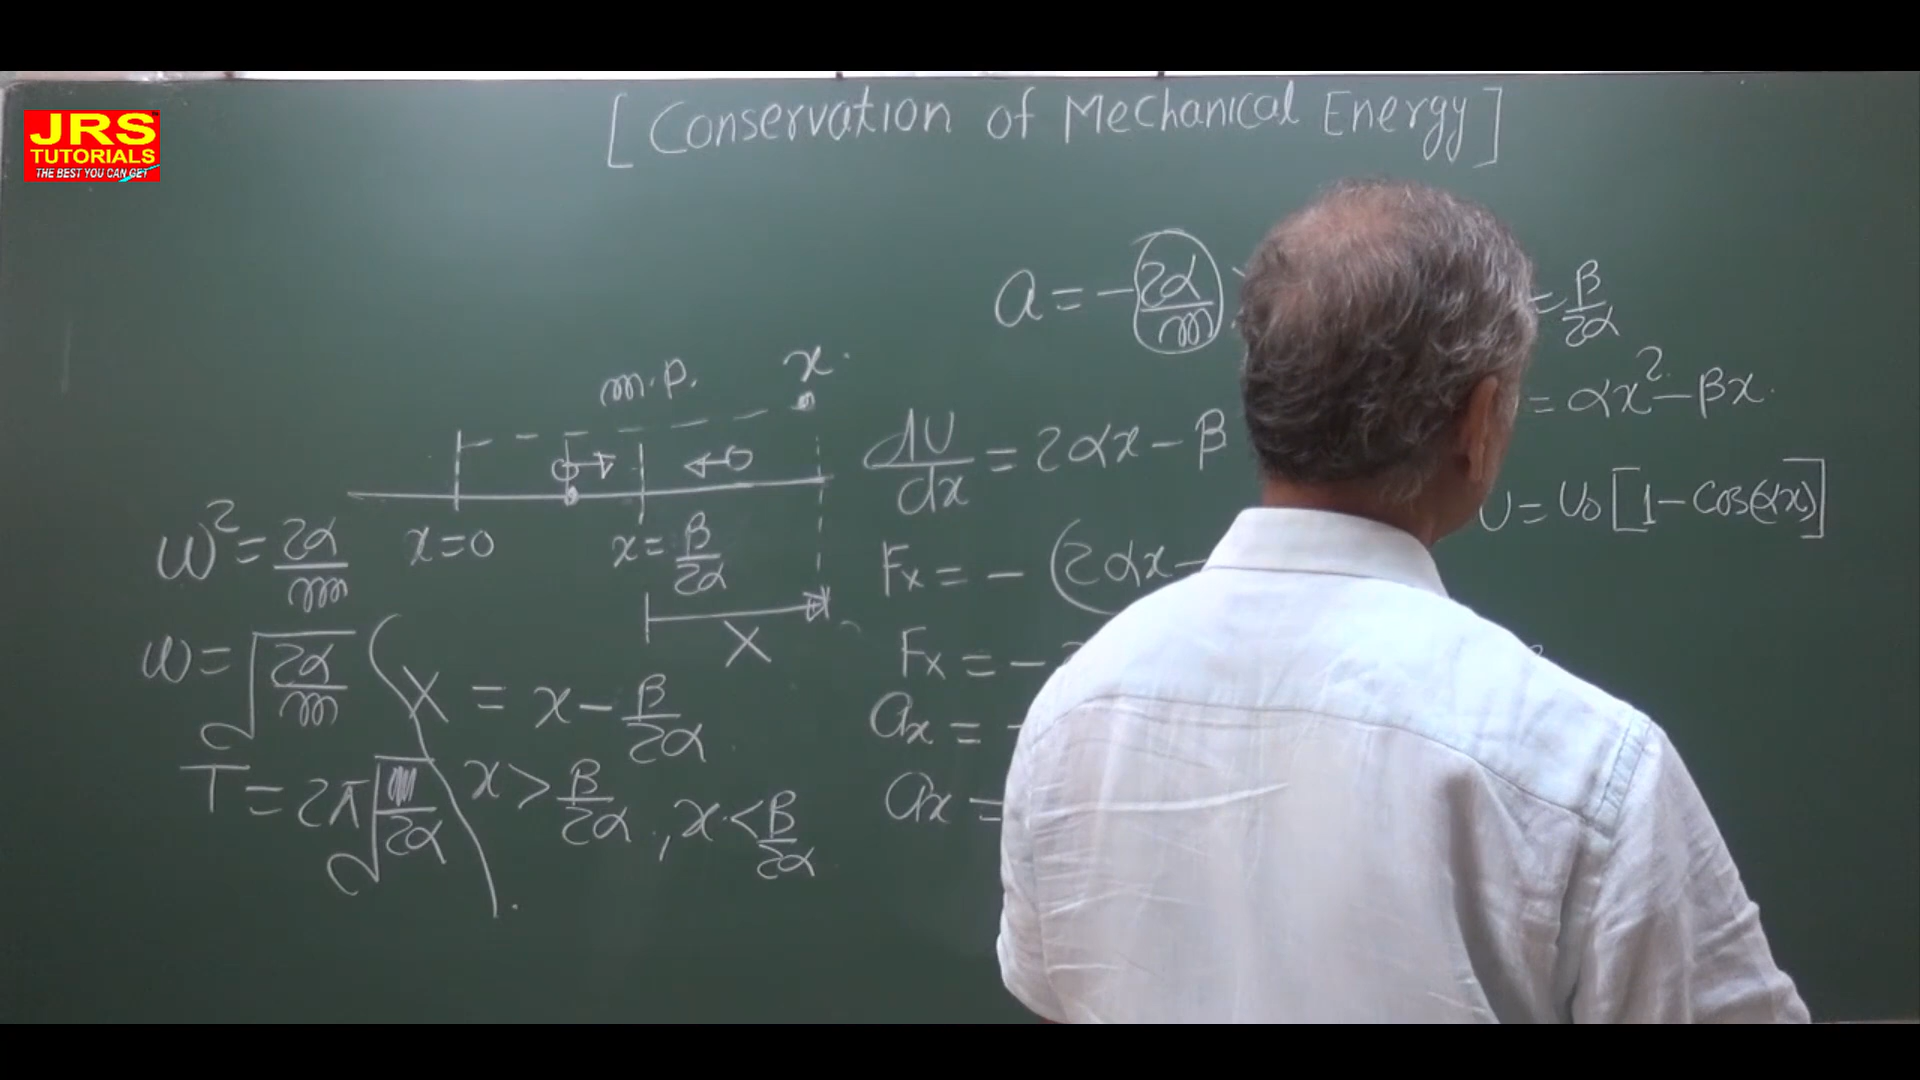 JRS
TUTORIALS
THE BEST YOU CAN GET
[Conservation of Mechanical Energy]
a = - 2α/m
= β/2α
m.p. x
= αx² - βx.
dU/dx = 2αx - β
U = U₀[1 - Cos(αx)]
x = 0 x = β/2α
X
ω² = 2α/m
Fx = - (2αx -
ω = √(2α/m)
Fx = -
X = x - β/2α
ax = -
T = 2π√(m/2α)
x > β/2α , x < β/2α
ax =